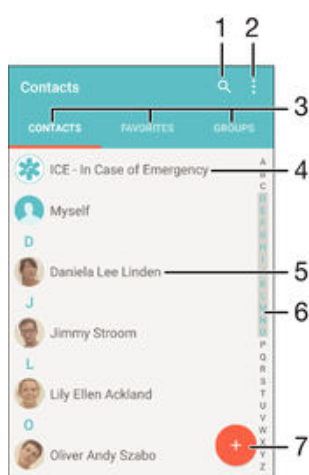 1 2
Contacts
3
CONTACTS FAVORITES GROUPS
ICE - In Case of Emergency
4
Myself
D
Daniela Lee Linden
5
J
Jimmy Stroom
6
L
Lily Ellen Ackland
O
Oliver Andy Szabo
7
A
B
C
D
E
F
G
H
I
J
K
L
M
N
O
P
Q
R
S
T
U
V
W
X
Y
Z